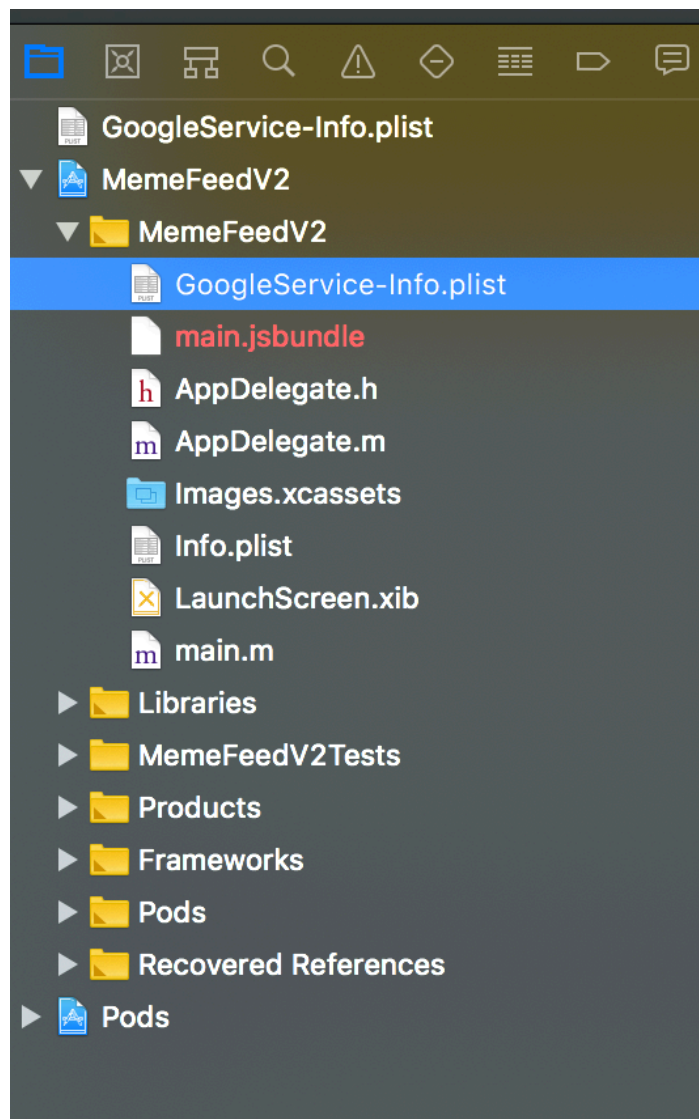 GoogleService-Info.plist
MemeFeedV2
MemeFeedV2
GoogleService-Info.plist
main.jsbundle
h AppDelegate.h
m AppDelegate.m
Images.xcassets
PLIST Info.plist
LaunchScreen.xib
m main.m
Libraries
MemeFeedV2Tests
Products
Frameworks
Pods
Recovered References
Pods